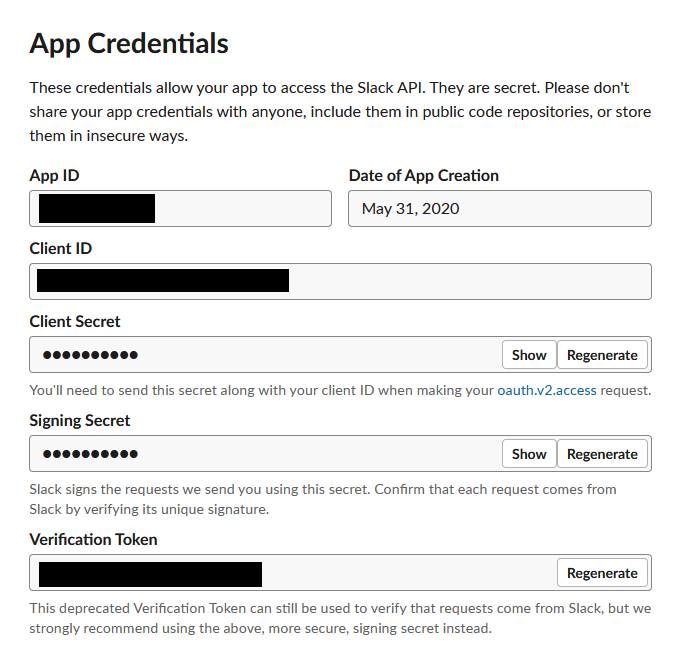 App Credentials
These credentials allow your app to access the Slack API. They are secret. Please don't
share your app credentials with anyone, include them in public code repositories, or store
them in insecure ways.
App ID
Date of App Creation
May 31, 2020
Client ID
Client Secret
●●●●●●●●●●
Show
Regenerate
You'll need to send this secret along with your client ID when making your oauth.v2.access request.
Signing Secret
●●●●●●●●●●
Show
Regenerate
Slack signs the requests we send you using this secret. Confirm that each request comes from
Slack by verifying its unique signature.
Verification Token
Regenerate
This deprecated Verification Token can still be used to verify that requests come from Slack, but we
strongly recommend using the above, more secure, signing secret instead.